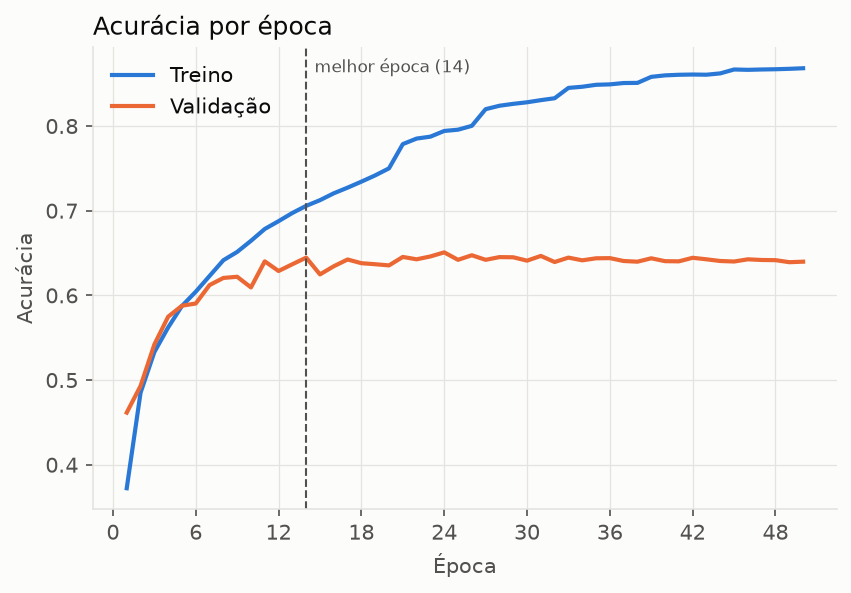 Acurácia por época
Treino
Validação
melhor época (14)
Acurácia
0.8
0.7
0.6
0.5
0.4
0 6 12 18 24 30 36 42 48
Época